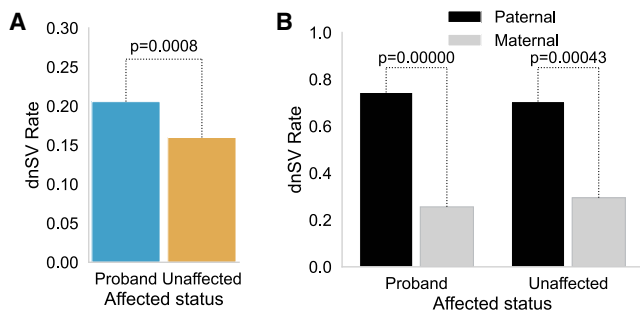 A
0.30
0.25
0.20
0.15
0.10
0.05
0.00
dnSV Rate
p=0.0008
Proband Unaffected
Affected status
B
Paternal
Maternal
1.0
0.8
0.6
0.4
0.2
0.0
dnSV Rate
p=0.00000
p=0.00043
Proband
Unaffected
Affected status